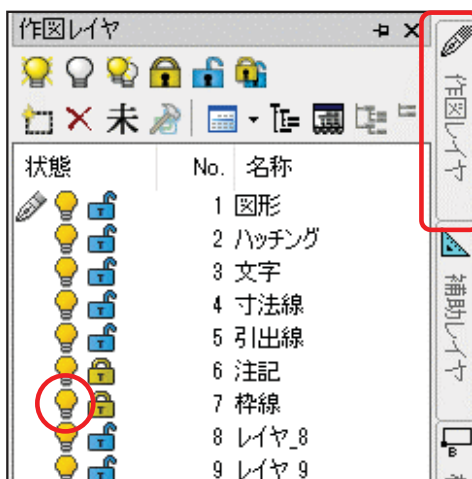 作図レイヤ
未
状態 No. 名称
1 図形
2 ハッチング
3 文字
4 寸法線
5 引出線
6 注記
7 枠線
8 レイヤ_8
9 レイヤ_9
作図レイヤ
補助レイヤ
B